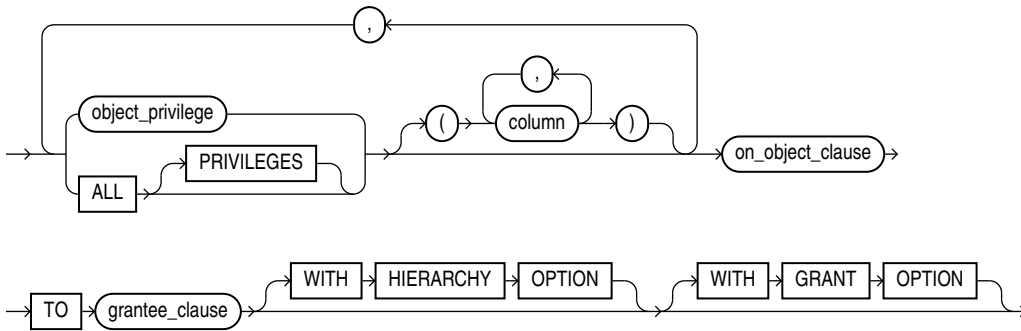 ,
,
object_privilege
( column )
PRIVILEGES
on_object_clause
ALL
WITH HIERARCHY OPTION WITH GRANT OPTION
TO grantee_clause